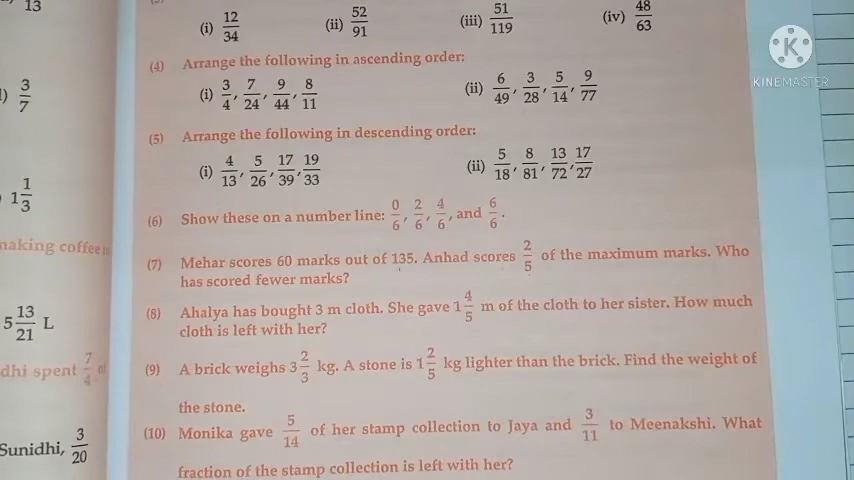 13
(i) 12/34 (ii) 52/91 (iii) 51/119 (iv) 48/63
(4) Arrange the following in ascending order:
(i) 3/4, 7/24, 9/44, 8/11 (ii) 6/49, 3/28, 5/14, 9/77
(5) Arrange the following in descending order:
(i) 4/13, 5/26, 17/39, 19/33 (ii) 5/18, 8/81, 13/72, 17/27
(6) Show these on a number line: 0/6, 2/6, 4/6, and 6/6.
(7) Mehar scores 60 marks out of 135. Anhad scores 2/5 of the maximum marks. Who
has scored fewer marks?
(8) Ahalya has bought 3 m cloth. She gave 1 4/5 m of the cloth to her sister. How much
cloth is left with her?
(9) A brick weighs 3 2/3 kg. A stone is 1 2/5 kg lighter than the brick. Find the weight of
the stone.
(10) Monika gave 5/14 of her stamp collection to Jaya and 3/11 to Meenakshi. What
fraction of the stamp collection is left with her?
) 3/7
1 1/3
making coffee
5 13/21 L
dhi spent 7/4
Sunidhi, 3/20
K
KINEMASTER